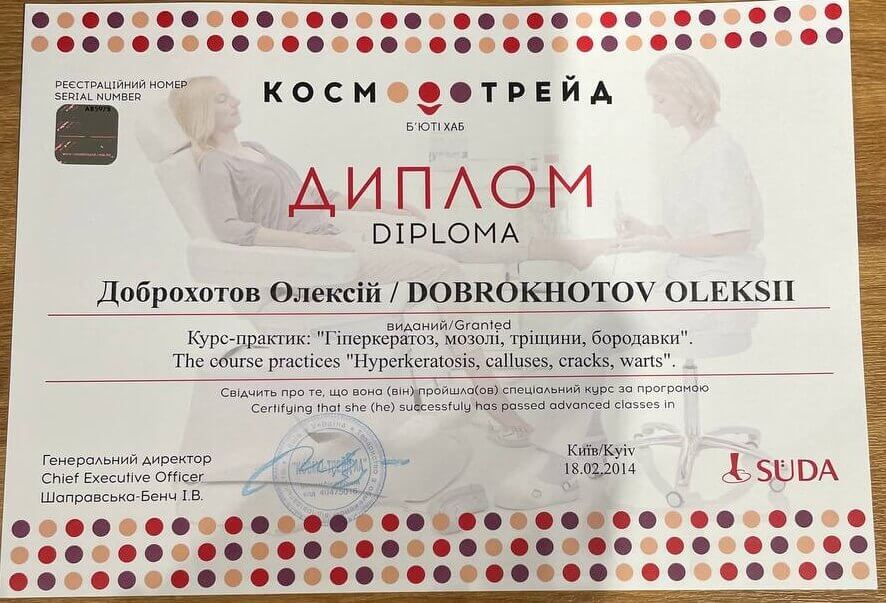 РЕЄСТРАЦІЙНИЙ НОМЕР
SERIAL NUMBER
КОСМОТРЕЙД
Б'ЮТІ ХАБ
ДИПЛОМ
DIPLOMA
Доброхотов Олексій / DOBROKHOTOV OLEKSII
виданий/Granted
Курс-практик: "Гіперкератоз, мозолі, тріщини, бородавки".
The course practices "Hyperkeratosis, calluses, cracks, warts".
Свідчить про те, що вона (він) пройшла(ов) спеціальний курс за програмою
Certifying that she (he) successfuly has passed advanced classes in
Генеральний директор
Chief Executive Officer
Шаправська-Бенч І.В.
Київ/Kyiv
18.02.2014
SÜDA